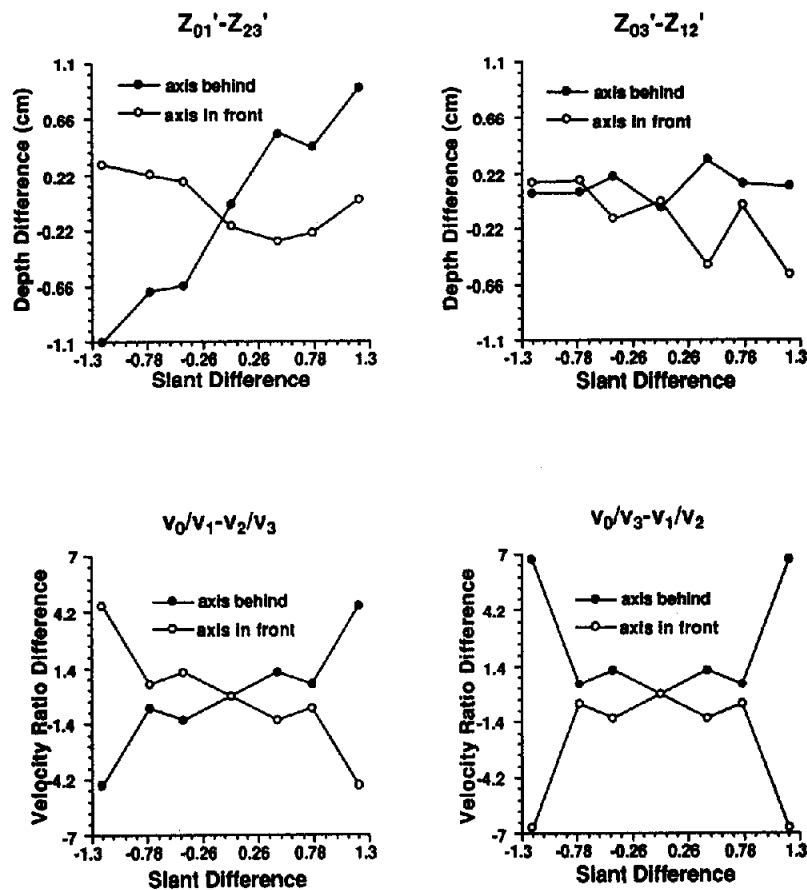 Z01'-Z23'
Depth Difference (cm)
1.1
0.66
0.22
-0.22
-0.66
-1.1
axis behind
axis in front
-1.3 -0.78 -0.26 0.26 0.78 1.3
Slant Difference
Z03'-Z12'
Depth Difference (cm)
1.1
0.66
0.22
-0.22
-0.66
-1.1
axis behind
axis in front
-1.3 -0.78 -0.26 0.26 0.78 1.3
Slant Difference
v0/v1-v2/v3
Velocity Ratio Difference
7
4.2
1.4
-1.4
-4.2
-7
axis behind
axis in front
-1.3 -0.78 -0.26 0.26 0.78 1.3
Slant Difference
v0/v3-v1/v2
Velocity Ratio Difference
7
4.2
1.4
-1.4
-4.2
-7
axis behind
axis in front
-1.3 -0.78 -0.26 0.26 0.78 1.3
Slant Difference